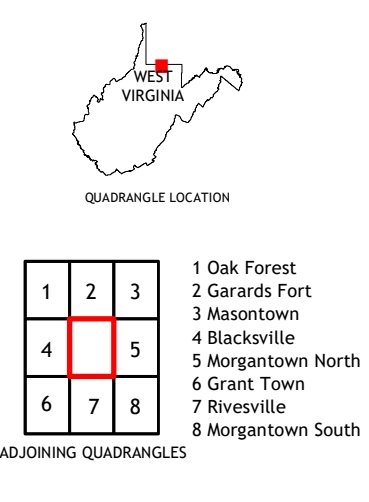 WEST
VIRGINIA
QUADRANGLE LOCATION
1 2 3
4 5
6 7 8
1 Oak Forest
2 Garards Fort
3 Masontown
4 Blacksville
5 Morgantown North
6 Grant Town
7 Rivesville
8 Morgantown South
ADJOINING QUADRANGLES